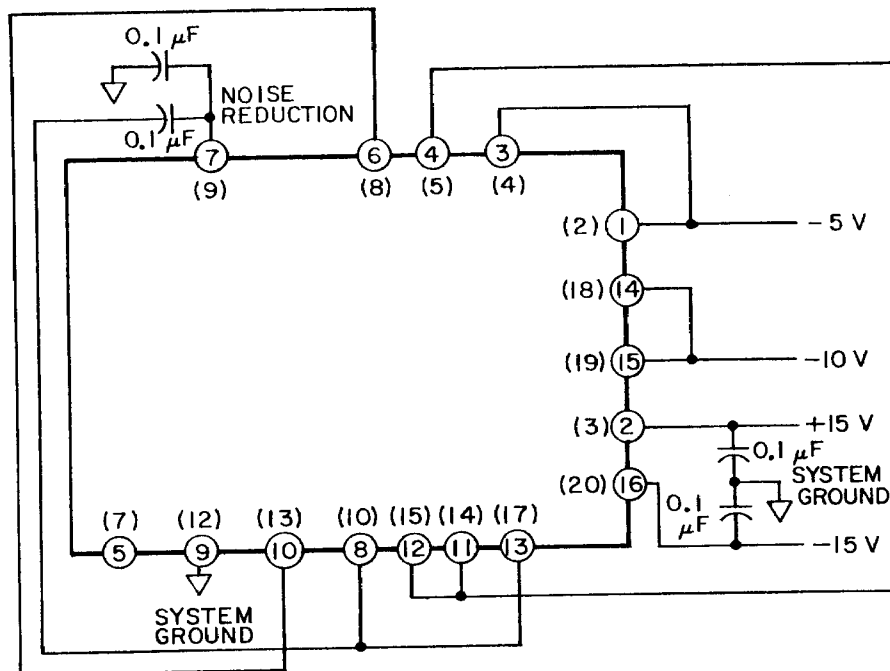 0.1 µF
NOISE
REDUCTION
0.1 µF
7
6
4
3
(9)
(8)
(5)
(4)
(2) 1
– 5 V
(18) 14
(19) 15
–10 V
(3) 2
+15 V
0.1 µF
(20) 16
0.1
µF
SYSTEM
GROUND
–15 V
(7)
(12)
(13)
(10)
(15)
(14)
(17)
5
9
10
8
12
11
13
SYSTEM
GROUND